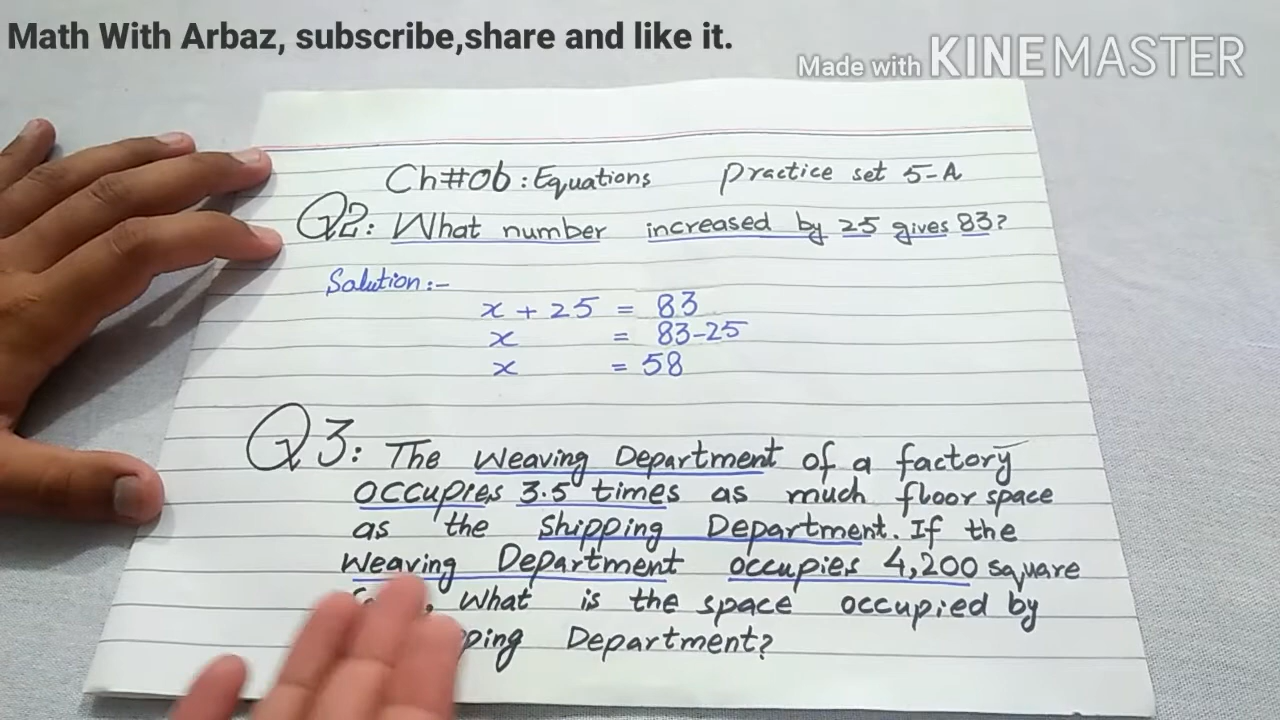 Math With Arbaz, subscribe,share and like it.
Made with KINEMASTER
Ch#06: Equations Practice set 5-A
Q2: What number increased by 25 gives 83?
Solution:-
x + 25 = 83
x = 83-25
x = 58
Q3: The Weaving Department of a factory
occupies 3.5 times as much floor space
as the Shipping Department. If the
Weaving Department occupies 4,200 square
What is the space occupied by
Department?